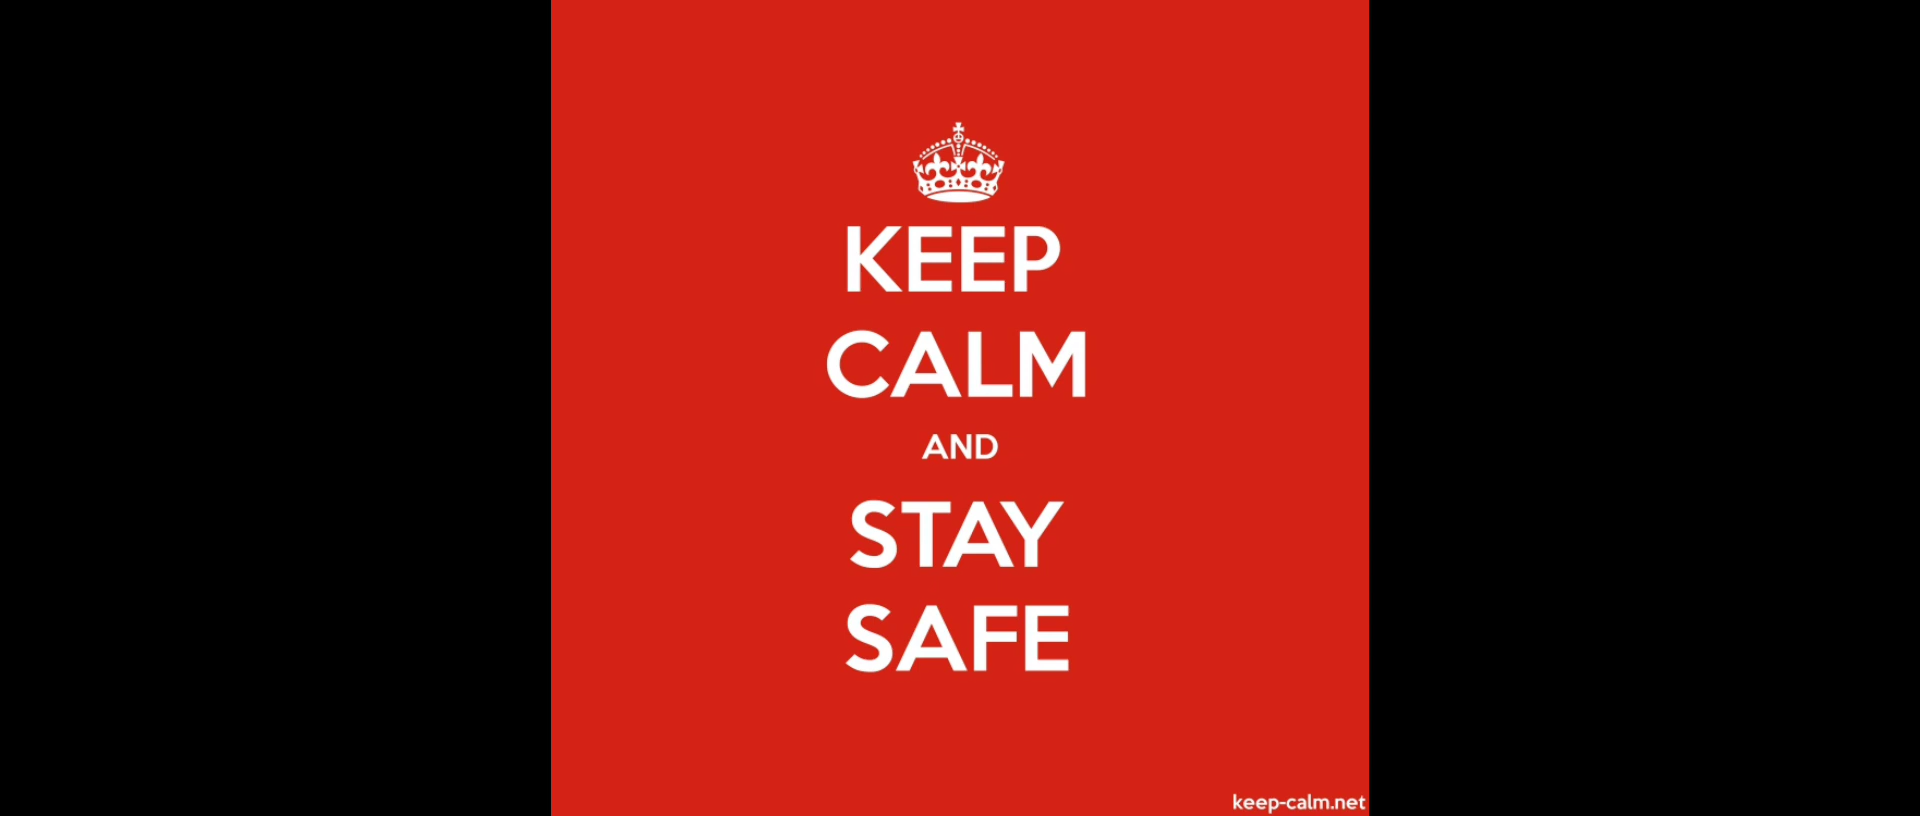 KEEP
CALM
AND
STAY
SAFE
keep-calm.net